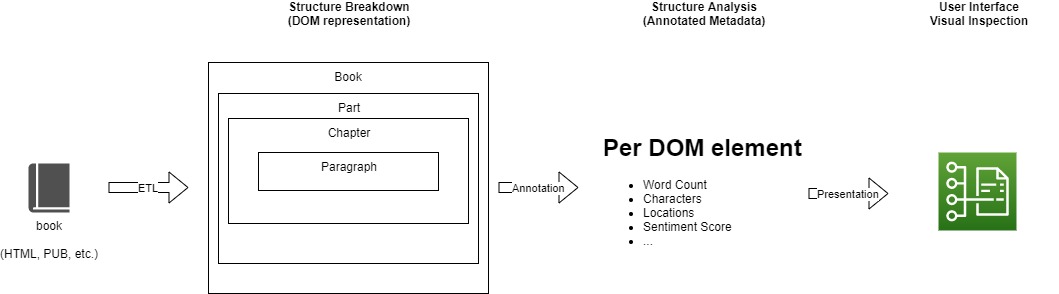 Structure Breakdown
(DOM representation)
Structure Analysis
(Annotated Metadata)
User Interface
Visual Inspection
Book
Part
Chapter
Paragraph
book
(HTML, PUB, etc.)
ETL
Annotation
Per DOM element
• Word Count
• Characters
• Locations
• Sentiment Score
• ...
Presentation